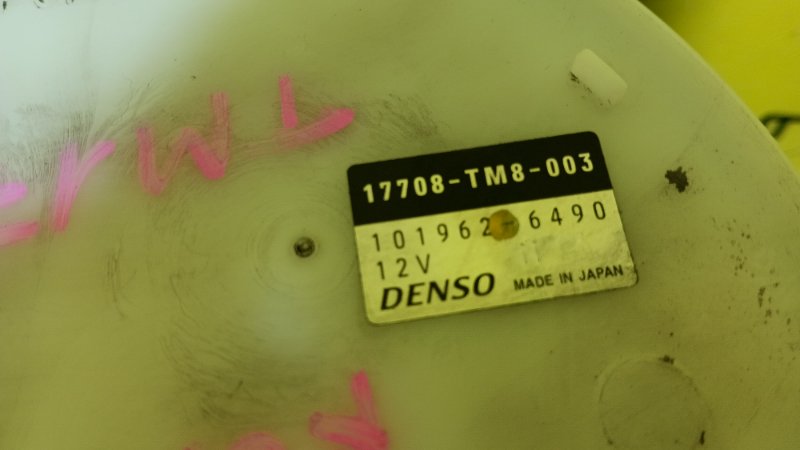 17708-TM8-003
101962-6490
12V
DENSO MADE IN JAPAN